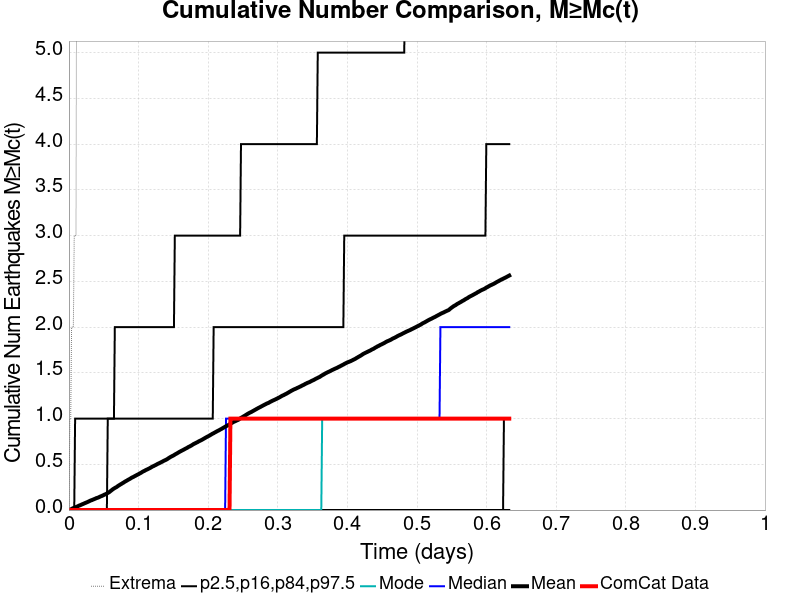 Cumulative Number Comparison, M≥Mc(t)
Cumulative Num Earthquakes M≥Mc(t)
5.0
4.5
4.0
3.5
3.0
2.5
2.0
1.5
1.0
0.5
0.0
0 0.1 0.2 0.3 0.4 0.5 0.6 0.7 0.8 0.9 1
Time (days)
Extrema p2.5,p16,p84,p97.5 Mode Median Mean ComCat Data